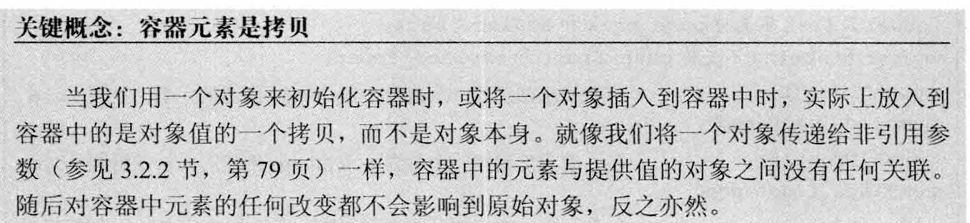 关键概念：容器元素是拷贝
当我们用一个对象来初始化容器时，或将一个对象插入到容器中时，实际上放入到
容器中的是对象值的一个拷贝，而不是对象本身。就像我们将一个对象传递给非引用参
数（参见 3.2.2 节，第 79 页）一样，容器中的元素与提供值的对象之间没有任何关联。
随后对容器中元素的任何改变都不会影响到原始对象，反之亦然。